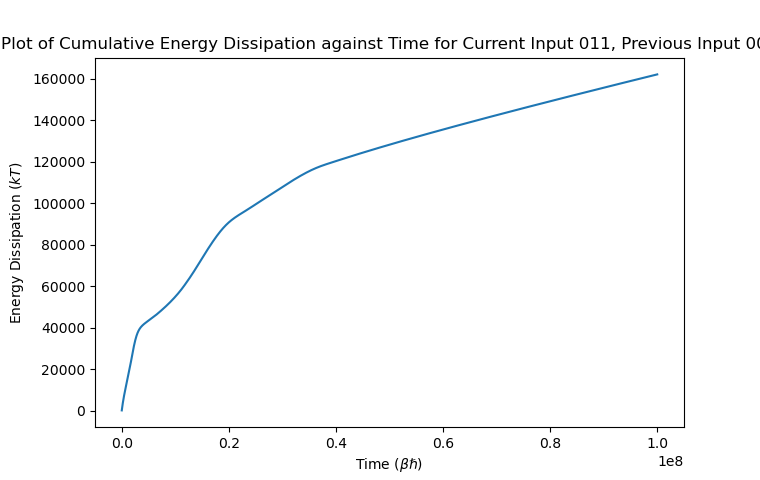 Plot of Cumulative Energy Dissipation against Time for Current Input 011, Previous Input 00
160000
140000
120000
100000
80000
60000
40000
20000
0
Energy Dissipation (kT)
0.0 0.2 0.4 0.6 0.8 1.0
1e8
Time (βħ)